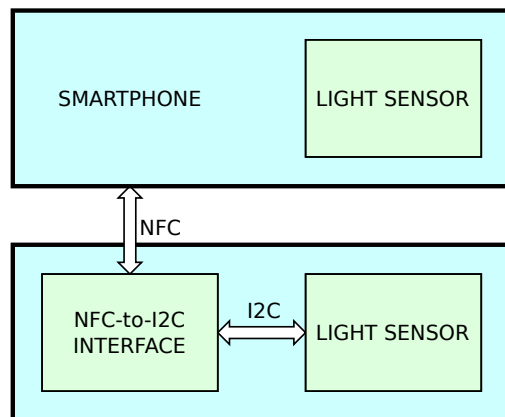 SMARTPHONE
LIGHT SENSOR
NFC
NFC-to-I2C
INTERFACE
I2C
LIGHT SENSOR